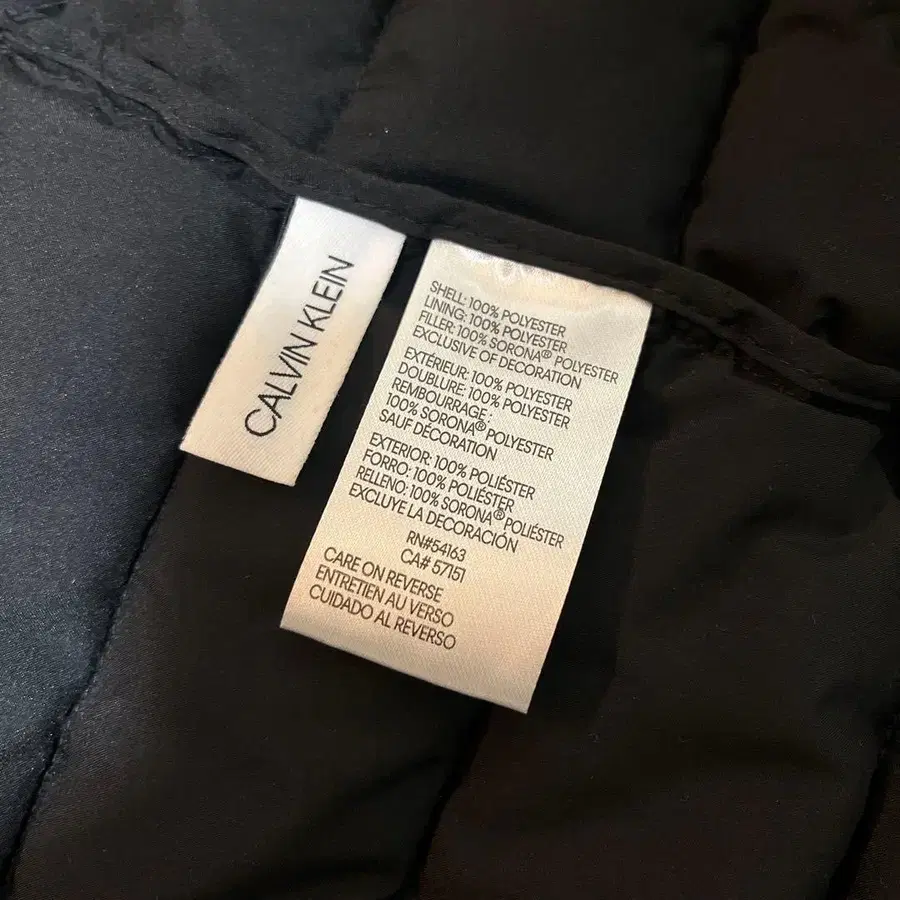 CALVIN KLEIN
SHELL: 100% POLYESTER
LINING: 100% POLYESTER
FILLER: 100% SORONA® POLYESTER
EXCLUSIVE OF DECORATION
EXTÉRIEUR: 100% POLYESTER
DOUBLURE: 100% POLYESTER
REMBOURRAGE :
100% SORONA® POLYESTER
SAUF DÉCORATION
EXTERIOR: 100% POLIÉSTER
FORRO: 100% POLIÉSTER
RELLENO: 100% SORONA® POLIÉSTER
EXCLUYE LA DECORACIÓN
RN#54163
CA# 57151
CARE ON REVERSE
ENTRETIEN AU VERSO
CUIDADO AL REVERSO